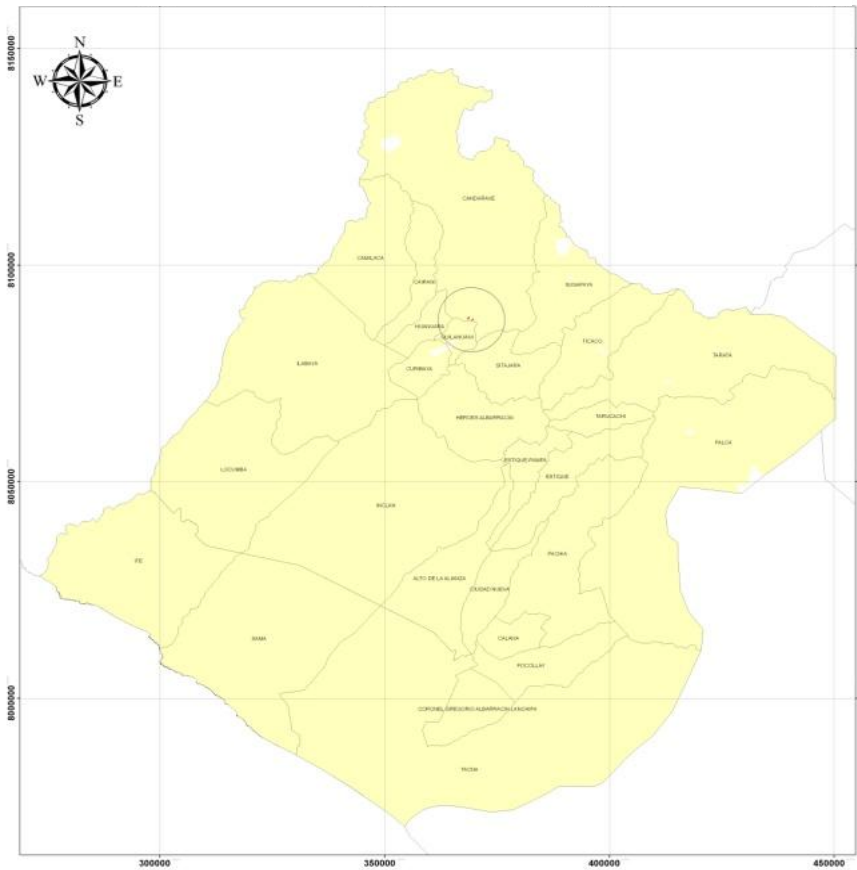 8150000
N
W E
S
CANDARAVE
CAMILACA
8100000
CAIRANI
SUSAPAYA
HUANUARA
QUILAHUANI
TICACO
TARATA
ILABAYA
CURIBAYA
SITAJARA
HEROES ALBARRACIN
TARUCACHI
PALCA
ESTIQUE-PAMPA
LOCUMBA
ESTIQUE
8050000
INCLAN
PACHIA
ITE
ALTO DE LA ALIANZA
CIUDAD NUEVA
SAMA
CALANA
POCOLLAY
8000000
CORONEL GREGORIO ALBARRACIN LANCHIPA
TACNA
300000 350000 400000 450000